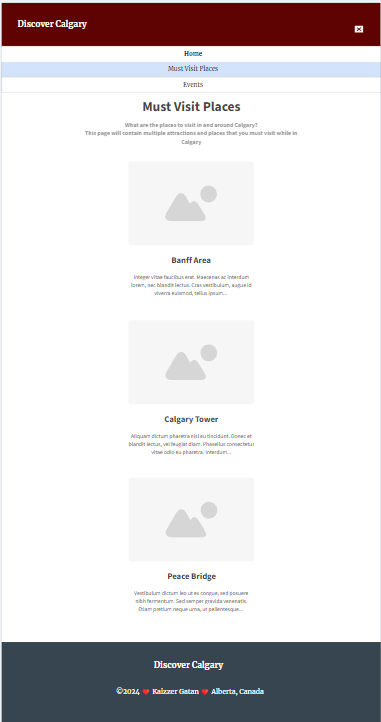 Discover Calgary
Home
Must Visit Places
Events
Must Visit Places
What are the places to visit in and around Calgary?
This page will contain multiple attractions and places that you must visit while in
Calgary
Banff Area
Integer vitae faucibus erat. Maecenas ac interdum
lorem, nec blandit lectus. Cras vestibulum, augue id
viverra euismod, tellus ipsum...
Calgary Tower
Aliquam dictum pharetra nisl eu tincidunt. Donec et
blandit lectus, vel feugiat diam. Phasellus consectetur
vitae odio eu pharetra. Interdum...
Peace Bridge
Vestibulum dictum leo ut ex congue, sed posuere
nibh fermentum. Sed semper gravida venenatis.
Etiam pretium neque urna, ut pellentesque...
Discover Calgary
©2024 ❤️ Kaizzer Gatan ❤️ Alberta, Canada